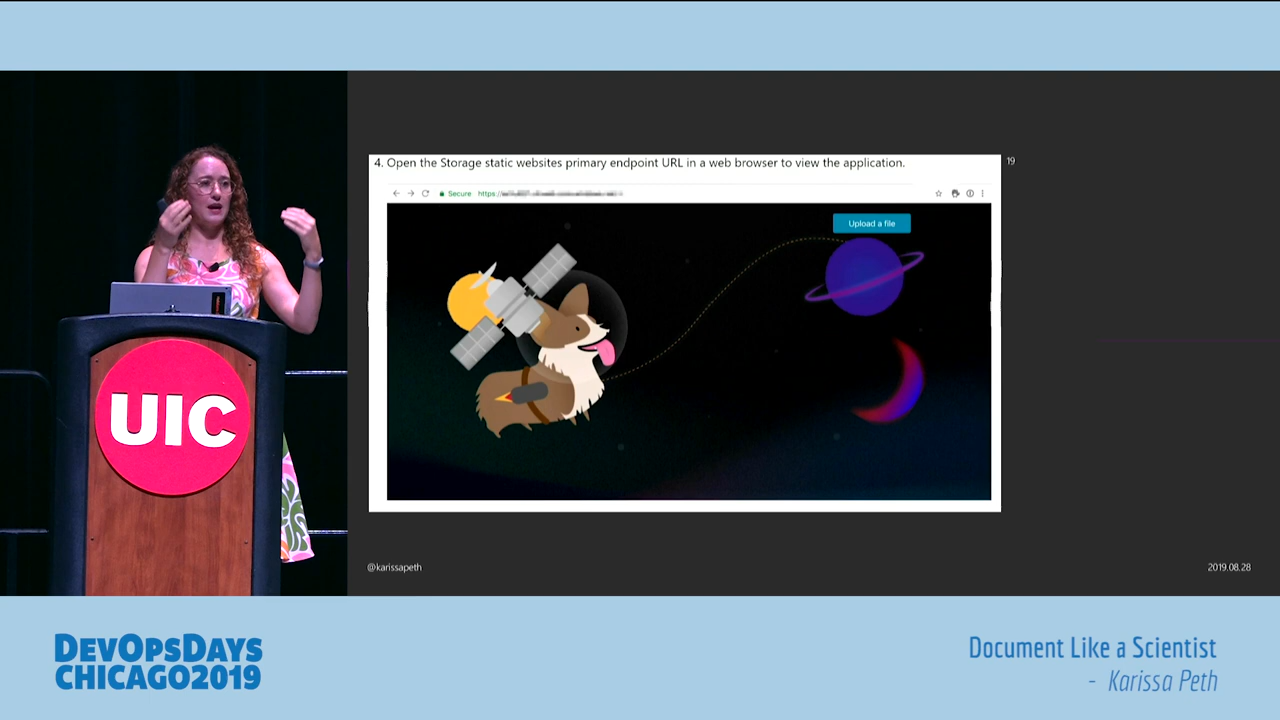 4. Open the Storage static websites primary endpoint URL in a web browser to view the application.
19
Secure https://
Upload a file
UIC
@karissapeth
2019.08.28
DevOpsDays
Chicago2019
Document Like a Scientist
- Karissa Peth